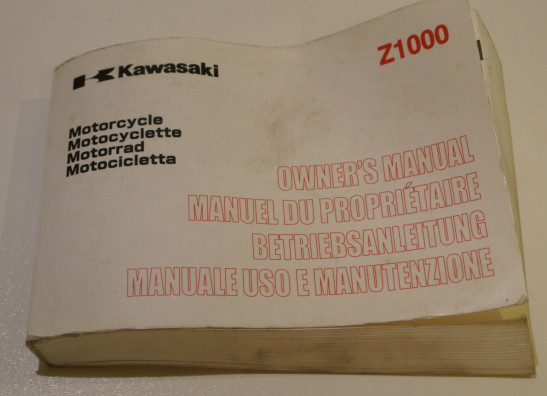 Kawasaki
Z1000
Motorcycle
Motocyclette
Motorrad
Motocicletta
OWNER'S MANUAL
MANUEL DU PROPRIÉTAIRE
BETRIEBSANLEITUNG
MANUALE USO E MANUTENZIONE